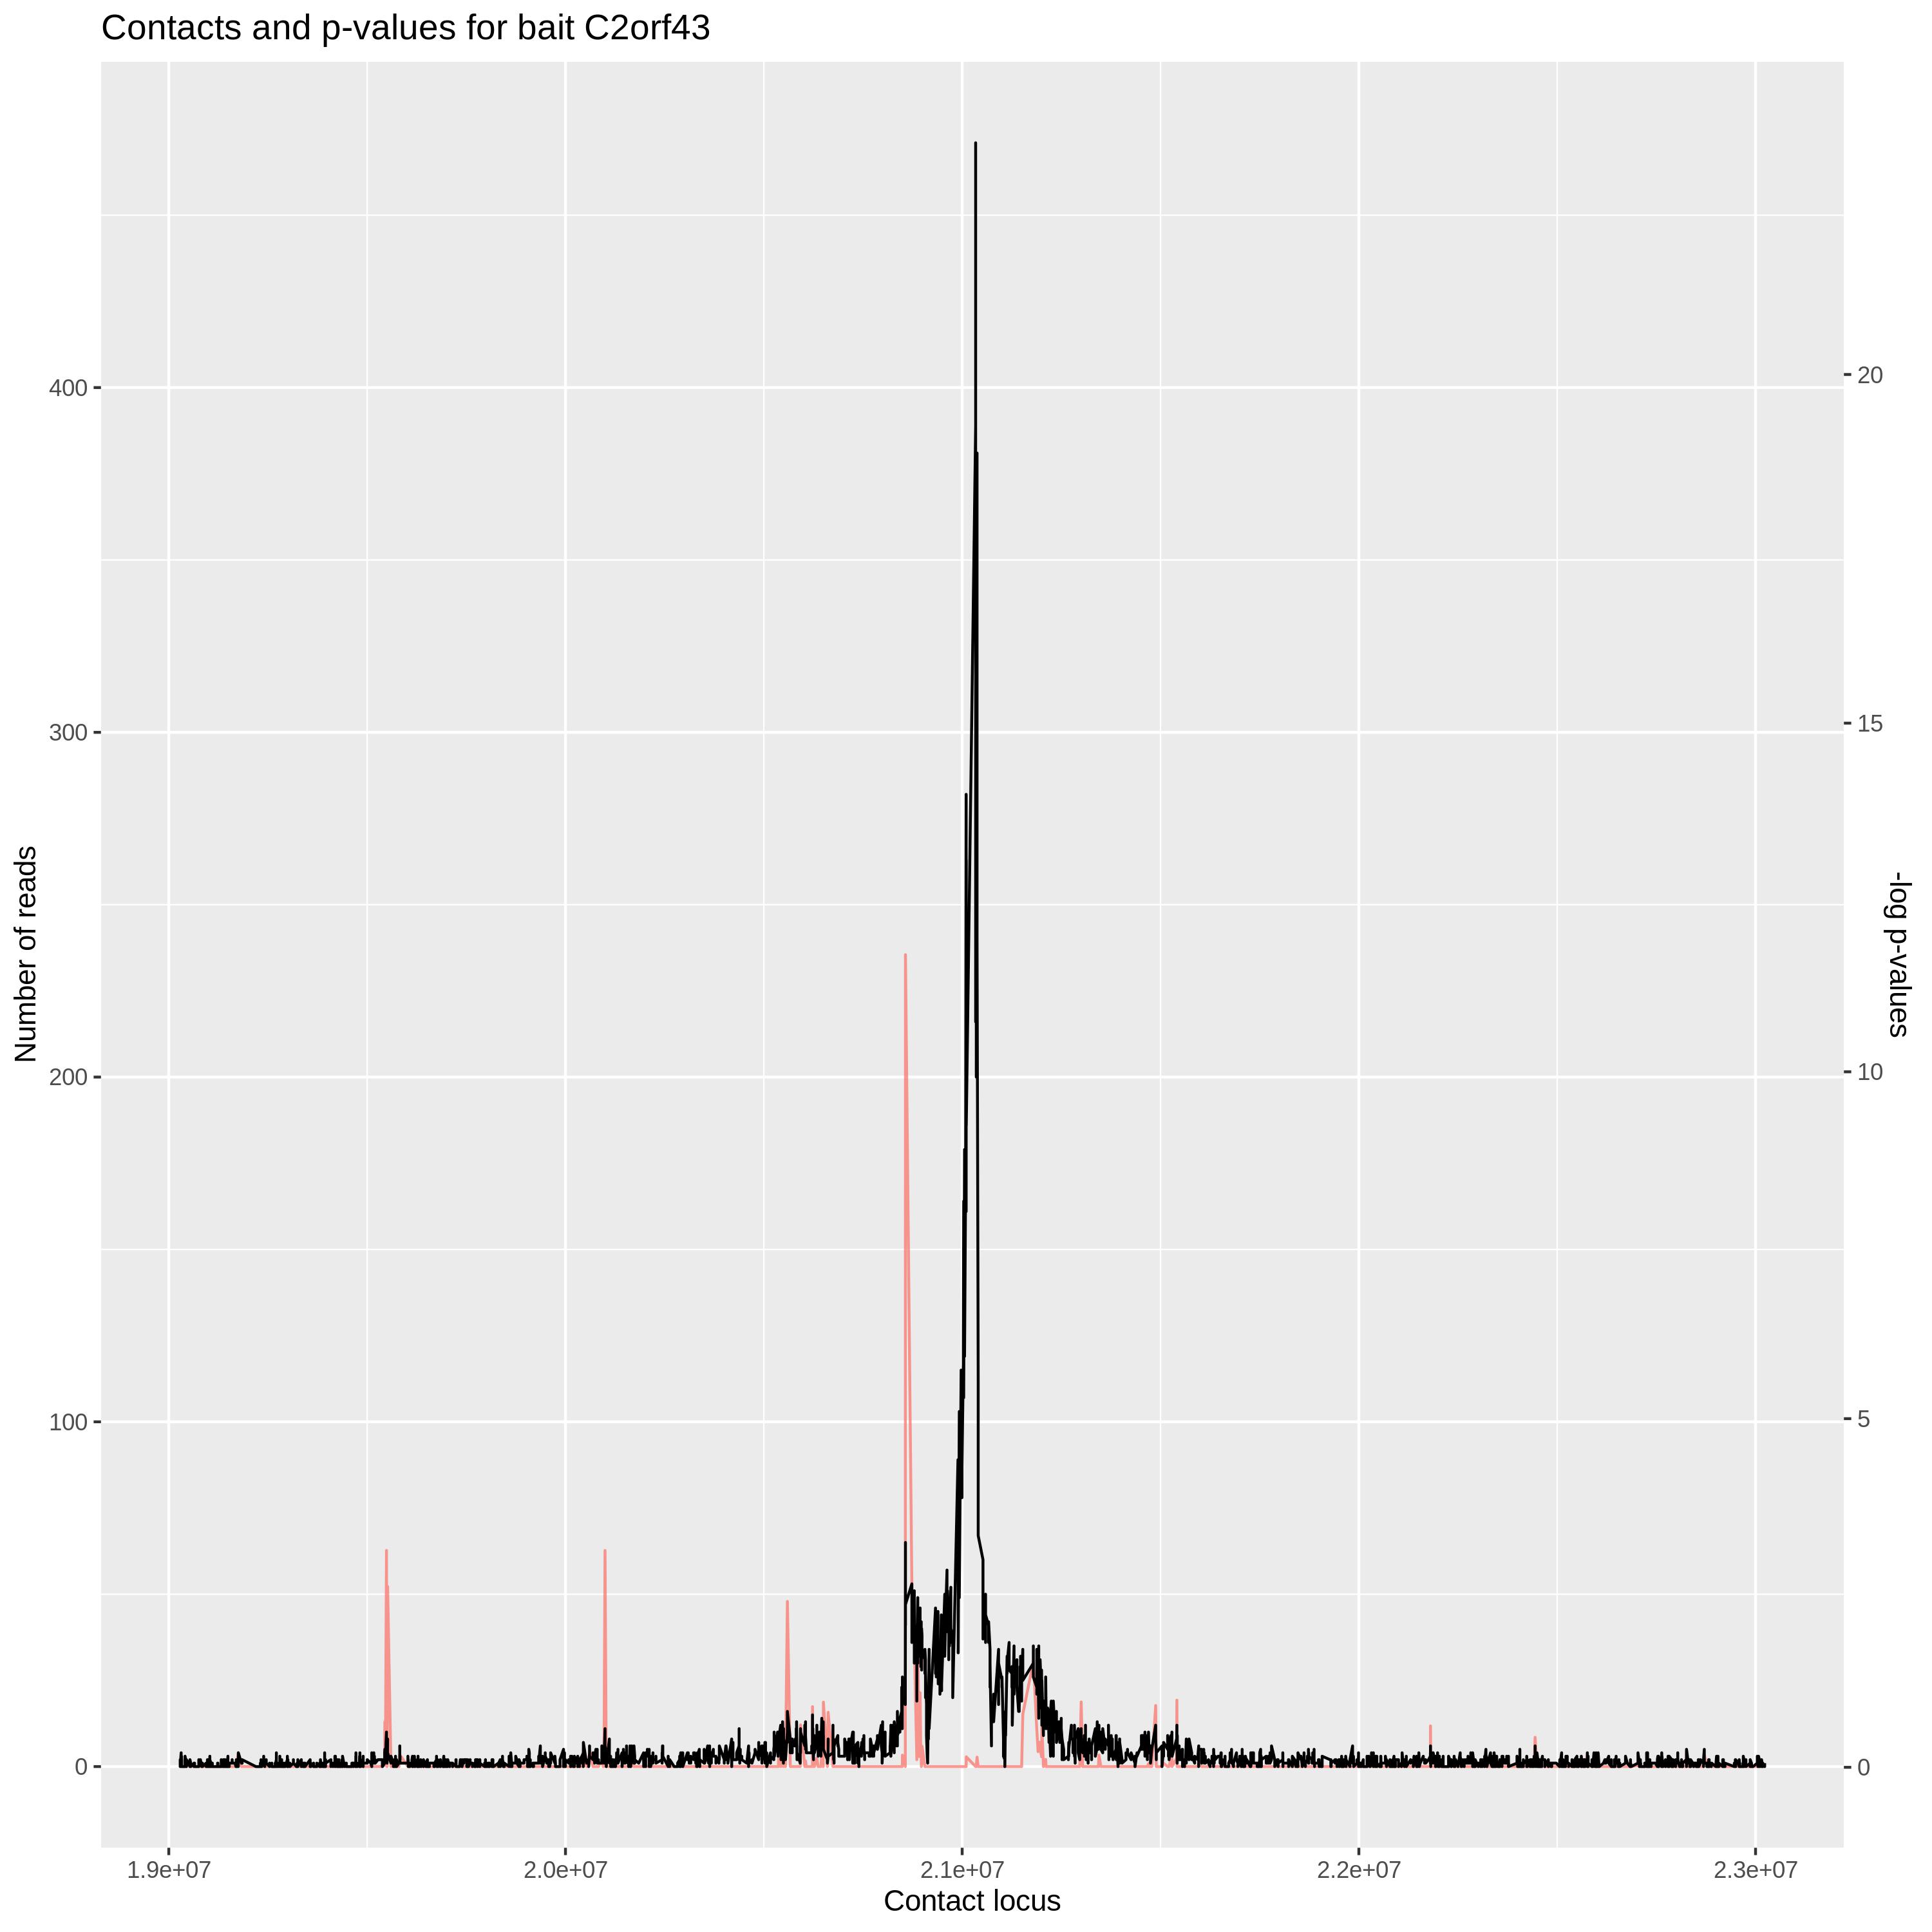 Contacts and p-values for bait C2orf43
Number of reads
400
300
200
100
0
20
15
10
5
0
-log p-values
1.9e+07 2.0e+07 2.1e+07 2.2e+07 2.3e+07
Contact locus